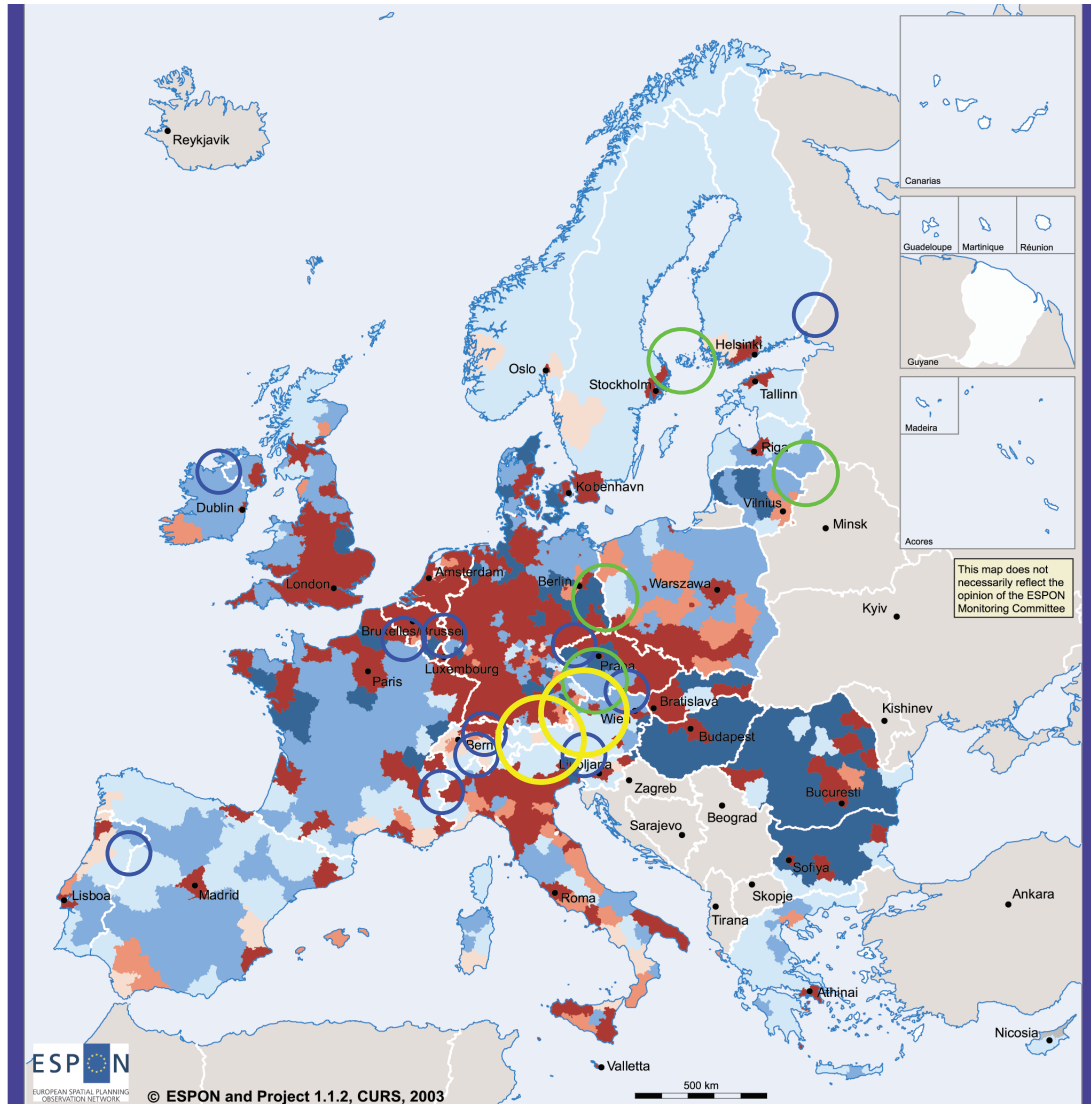 Reykjavik
Canarias
Guadeloupe
Martinique
Réunion
Guyane
Madeira
Acores
This map does not
necessarily reflect the
opinion of the ESPON
Monitoring Committee
Helsinki
Oslo
Stockholm
Tallinn
Riga
Kobenhavn
Vilnius
Minsk
Dublin
London
Amsterdam
Berlin
Warszawa
Kyiv
Bruxelles/Brussel
Luxembourg
Praha
Paris
Bratislava
Wien
Kishinev
Budapest
Bern
Ljubljana
Zagreb
Bucuresti
Beograd
Sarajevo
Sofiya
Madrid
Lisboa
Roma
Skopje
Tirana
Ankara
Athinai
Nicosia
Valletta
ESPON
EUROPEAN SPATIAL PLANNING
OBSERVATION NETWORK
© ESPON and Project 1.1.2, CURS, 2003
500 km